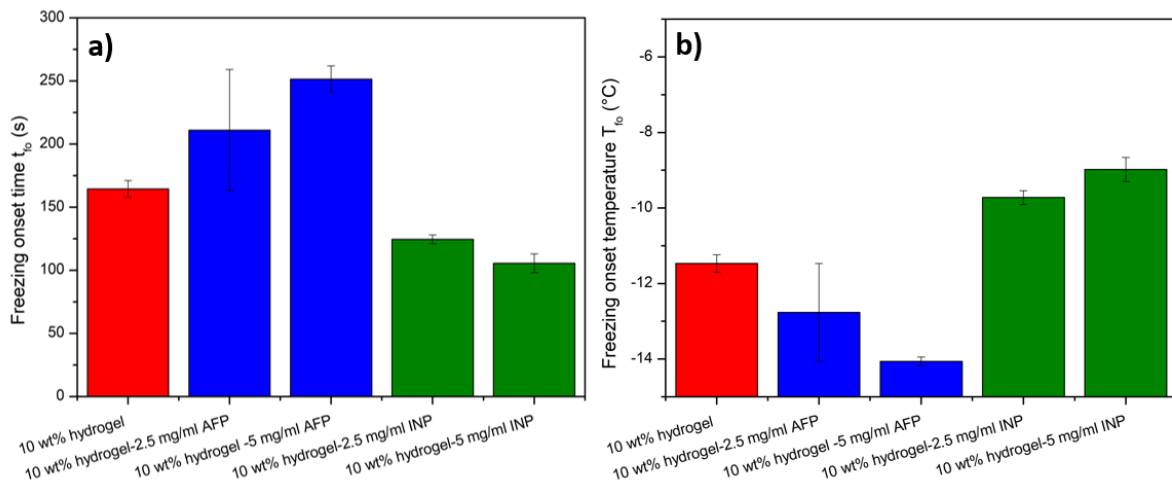 a)
Freezing onset time t_fo (s)
300
250
200
150
100
50
0
10 wt% hydrogel
10 wt% hydrogel-2.5 mg/ml AFP
10 wt% hydrogel -5 mg/ml AFP
10 wt% hydrogel-2.5 mg/ml INP
10 wt% hydrogel-5 mg/ml INP
b)
Freezing onset temperature T_fo (°C)
-6
-8
-10
-12
-14
10 wt% hydrogel
10 wt% hydrogel-2.5 mg/ml AFP
10 wt% hydrogel -5 mg/ml AFP
10 wt% hydrogel-2.5 mg/ml INP
10 wt% hydrogel-5 mg/ml INP